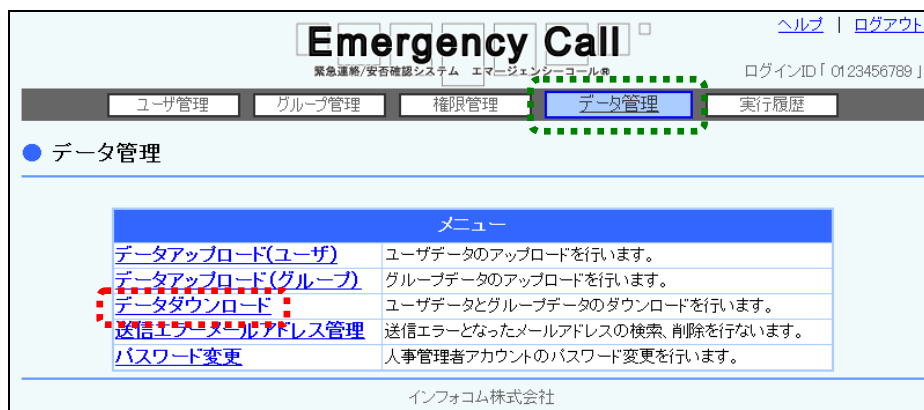 ヘルプ | ログアウト
Emergency Call
緊急連絡/安否確認システム エマージェンシーコール®
ログインID「 0123456789 」
ユーザ管理 グループ管理 権限管理 データ管理 実行履歴
データ管理
メニュー
データアップロード(ユーザ) ユーザデータのアップロードを行います。
データアップロード(グループ) グループデータのアップロードを行います。
データダウンロード ユーザデータとグループデータのダウンロードを行います。
送信エラーメールアドレス管理 送信エラーとなったメールアドレスの検索、削除を行ないます。
パスワード変更 人事管理者アカウントのパスワード変更を行います。
インフォコム株式会社